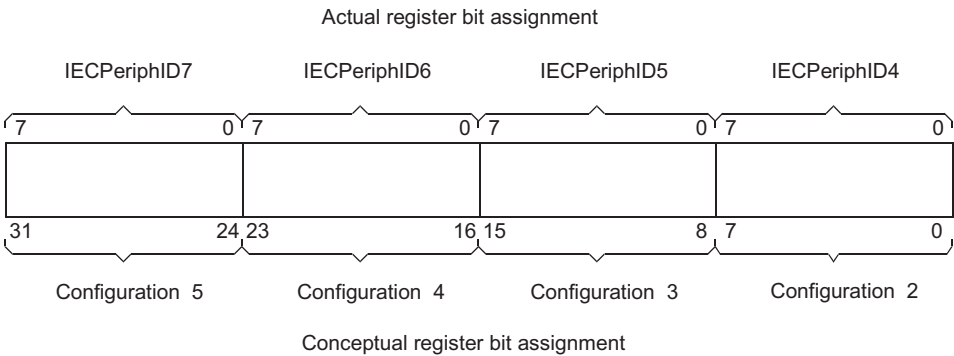 Actual register bit assignment
IECPeriphID7 IECPeriphID6 IECPeriphID5 IECPeriphID4
7 0 7 0 7 0 7 0
31 24 23 16 15 8 7 0
Configuration 5 Configuration 4 Configuration 3 Configuration 2
Conceptual register bit assignment